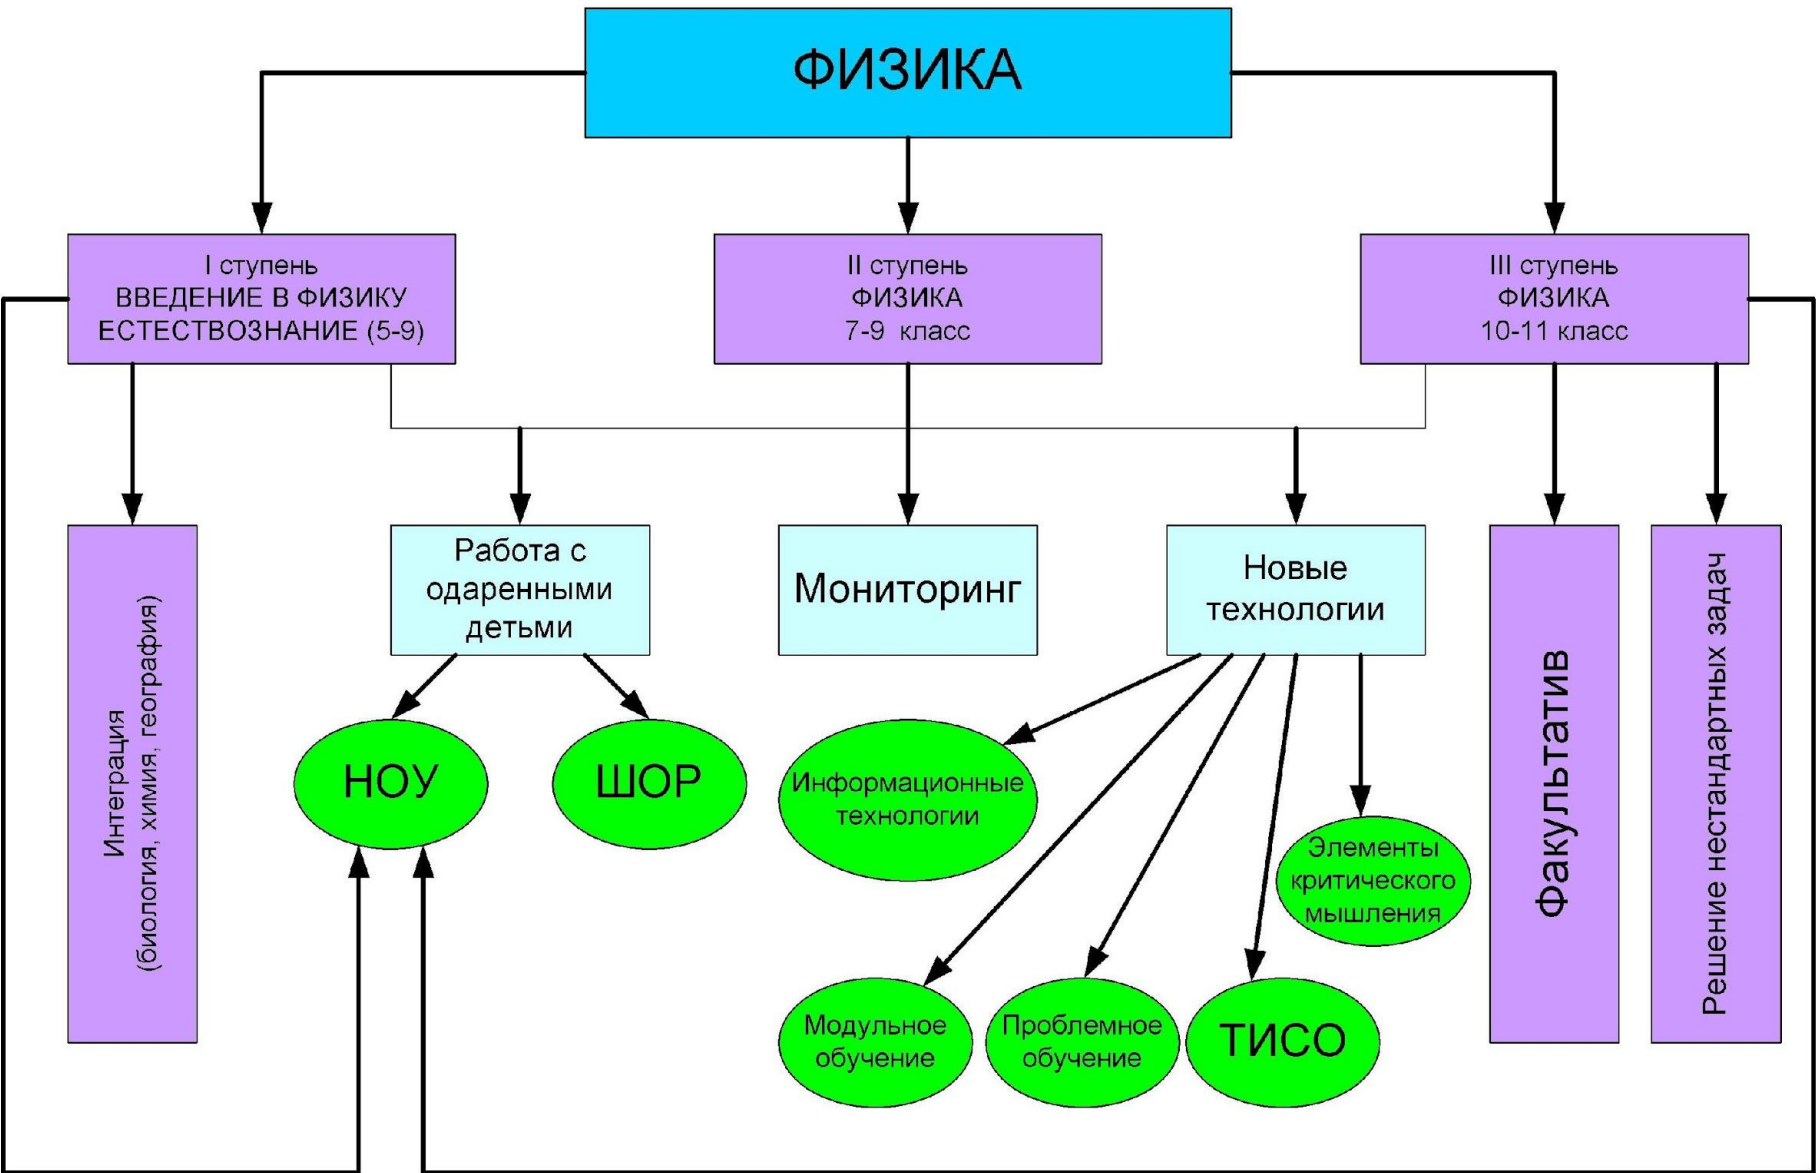 ФИЗИКА
I ступень
ВВЕДЕНИЕ В ФИЗИКУ
ЕСТЕСТВОЗНАНИЕ (5-9)
II ступень
ФИЗИКА
7-9 класс
III ступень
ФИЗИКА
10-11 класс
Интеграция
(биология, химия, география)
Работа с
одаренными
детьми
Мониторинг
Новые
технологии
Факультатив
Решение нестандартных задач
НОУ
ШОР
Информационные
технологии
Элементы
критического
мышления
Модульное
обучение
Проблемное
обучение
ТИСО